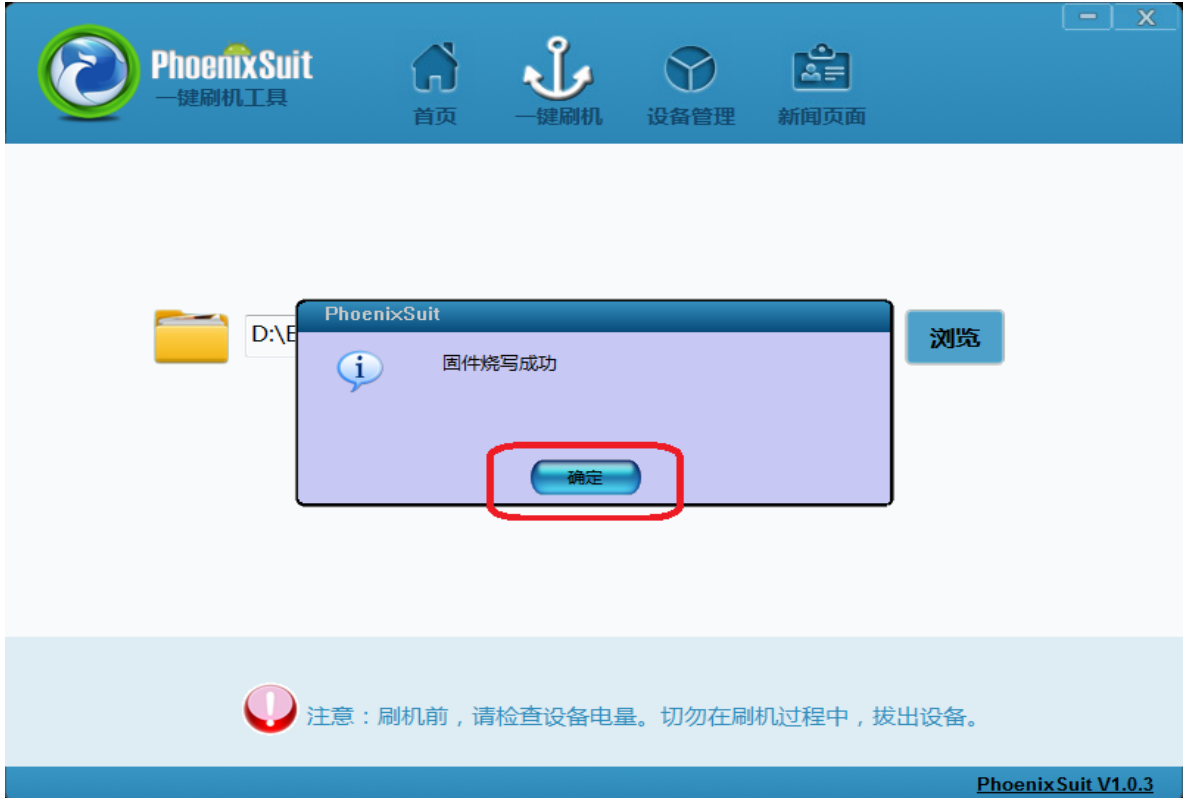 X
PhoenixSuit
一键刷机工具
首页
一键刷机
设备管理
新闻页面
PhoenixSuit
D:\E
浏览
固件烧写成功
确定
注意：刷机前，请检查设备电量。切勿在刷机过程中，拔出设备。
PhoenixSuit V1.0.3